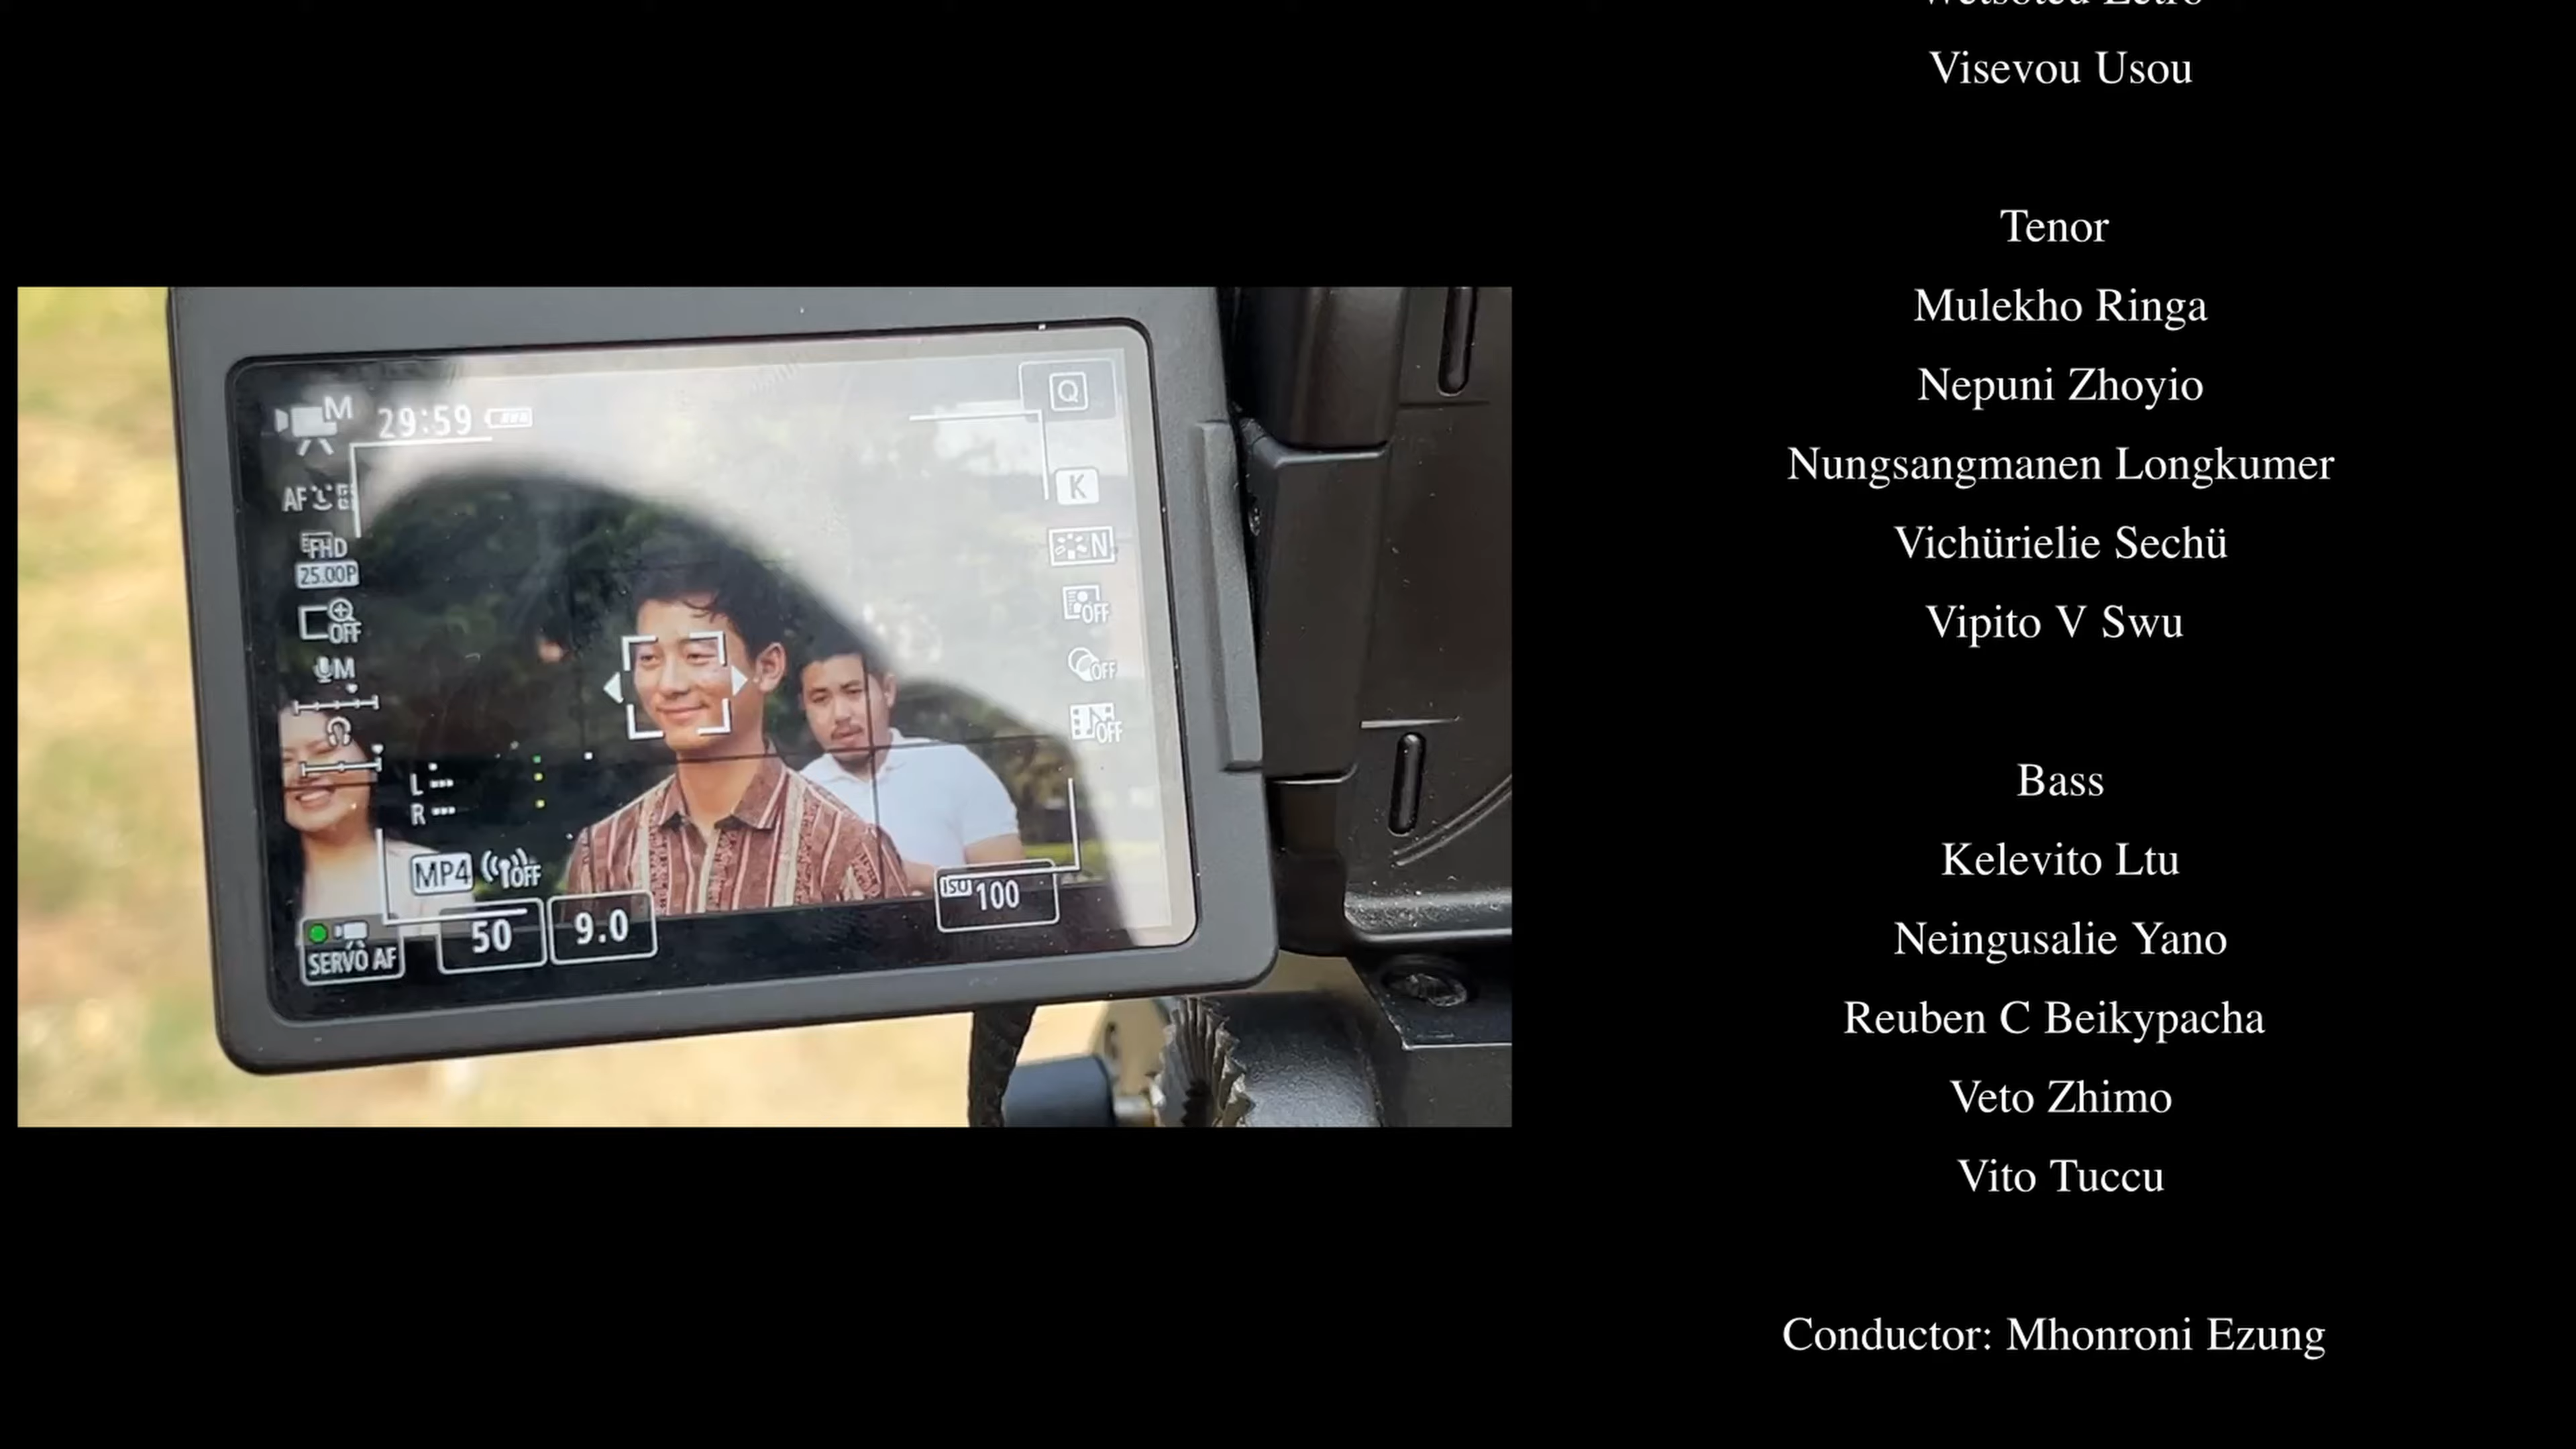 Visevou Usou
Tenor
Mulekho Ringa
Nepuni Zhoyio
Nungsangmanen Longkumer
Vichürielie Sechü
Vipito V Swu
Bass
Kelevito Ltu
Neingusalie Yano
Reuben C Beikypacha
Veto Zhimo
Vito Tuccu
Conductor: Mhonroni Ezung
M 29:59
Q
AF
K
FHD
25.00P
N
OFF
OFF
M
OFF
OFF
L
R
MP4 OFF
SERVO AF 50 9.0 ISO 100